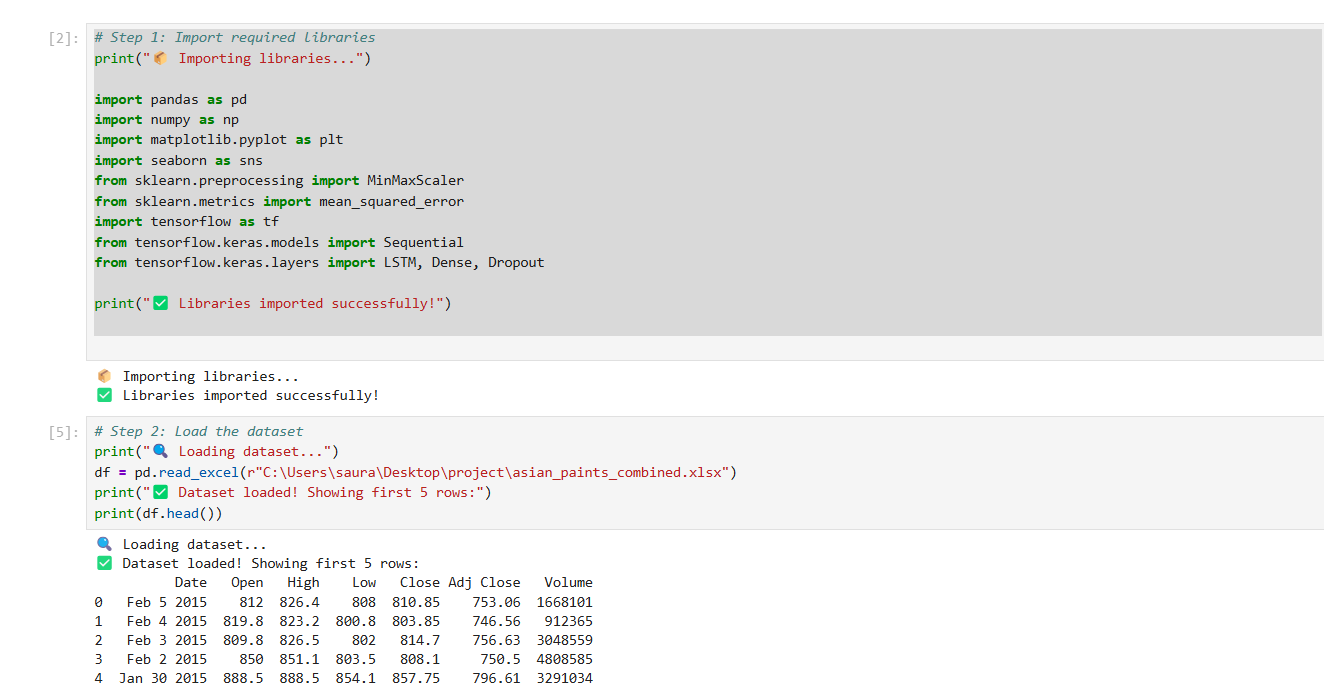 [2]: # Step 1: Import required libraries
print("📦 Importing libraries...")
import pandas as pd
import numpy as np
import matplotlib.pyplot as plt
import seaborn as sns
from sklearn.preprocessing import MinMaxScaler
from sklearn.metrics import mean_squared_error
import tensorflow as tf
from tensorflow.keras.models import Sequential
from tensorflow.keras.layers import LSTM, Dense, Dropout
print("✅ Libraries imported successfully!")
📦 Importing libraries...
✅ Libraries imported successfully!
[5]: # Step 2: Load the dataset
print("🔍 Loading dataset...")
df = pd.read_excel(r"C:\Users\saura\Desktop\project\asian_paints_combined.xlsx")
print("✅ Dataset loaded! Showing first 5 rows:")
print(df.head())
🔍 Loading dataset...
✅ Dataset loaded! Showing first 5 rows:
Date Open High Low Close Adj Close Volume
0 Feb 5 2015 812 826.4 808 810.85 753.06 1668101
1 Feb 4 2015 819.8 823.2 800.8 803.85 746.56 912365
2 Feb 3 2015 809.8 826.5 802 814.7 756.63 3048559
3 Feb 2 2015 850 851.1 803.5 808.1 750.5 4808585
4 Jan 30 2015 888.5 888.5 854.1 857.75 796.61 3291034